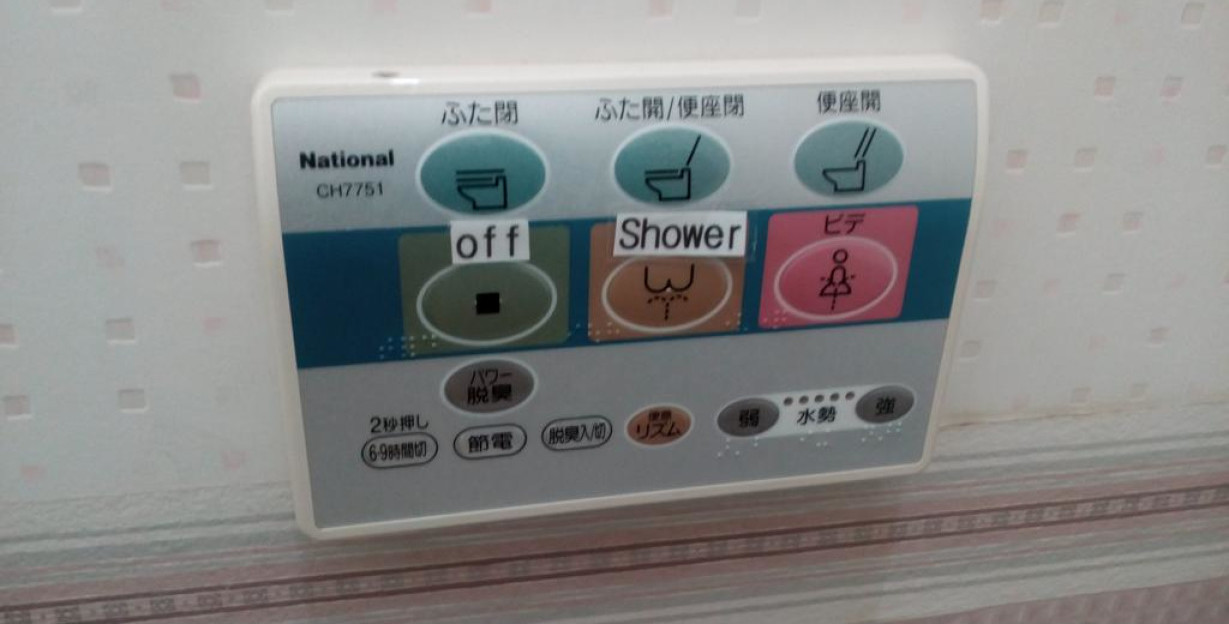 ふた閉
ふた開/便座閉
便座開
National
CH7751
off
Shower
ビデ
パワー
脱臭
2秒押し
6·9時間切
節電
脱臭入/切
便意
リズム
弱
水勢
強